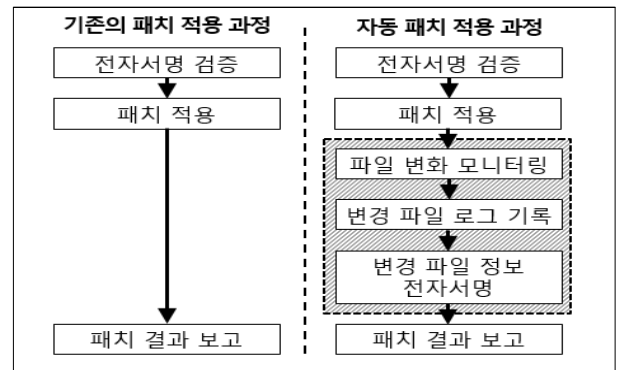 기존의 패치 적용 과정
전자서명 검증
패치 적용
패치 결과 보고
자동 패치 적용 과정
전자서명 검증
패치 적용
파일 변화 모니터링
변경 파일 로그 기록
변경 파일 정보
전자서명
패치 결과 보고